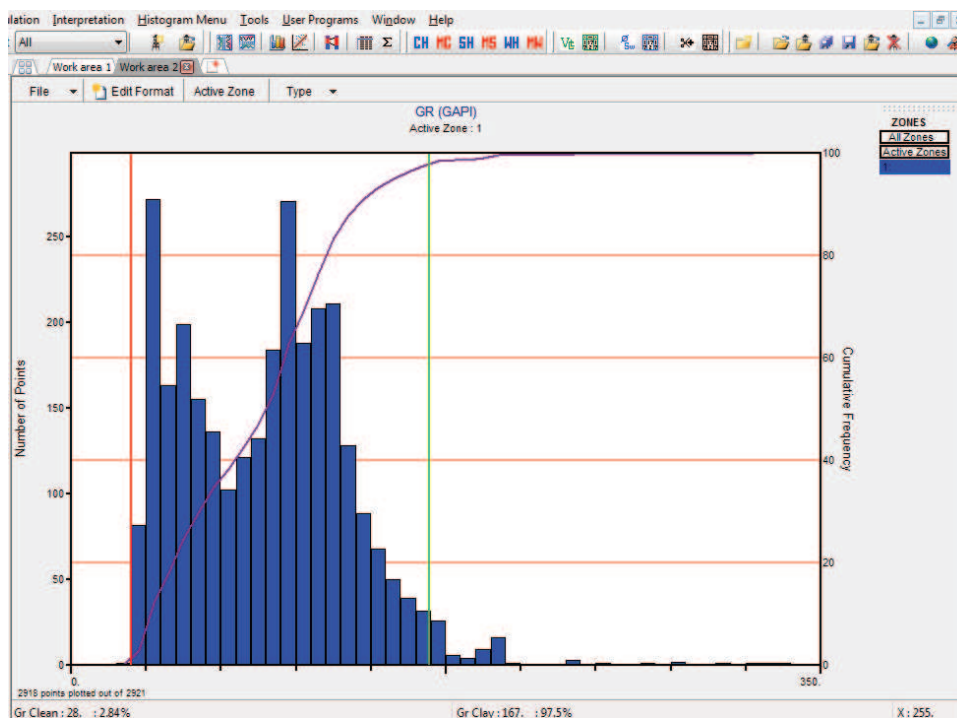 ulation Interpretation Histogram Menu Tools User Programs Window Help
All CH MC SH MS WH MW
Work area 1 Work area 2
File Edit Format Active Zone Type
GR (GAPI)
Active Zone : 1
ZONES
All Zones
Active Zones
1
Number of Points
250
200
150
100
50
0
100
80
60
40
20
0
Cumulative Frequency
0. 350.
2918 points plotted out of 2921
Gr Clean : 28. : 2.84% Gr Clay : 167. : 97.5% X : 255.